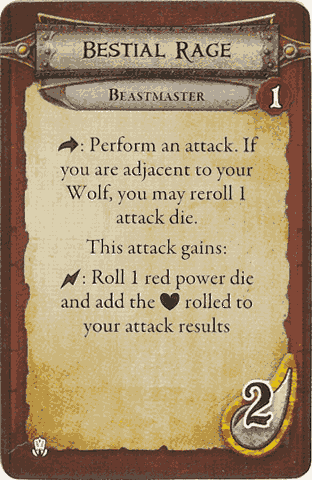 BESTIAL RAGE
BEASTMASTER
1
: Perform an attack. If
you are adjacent to your
Wolf, you may reroll 1
attack die.
This attack gains:
: Roll 1 red power die
and add the ♥ rolled to
your attack results
2